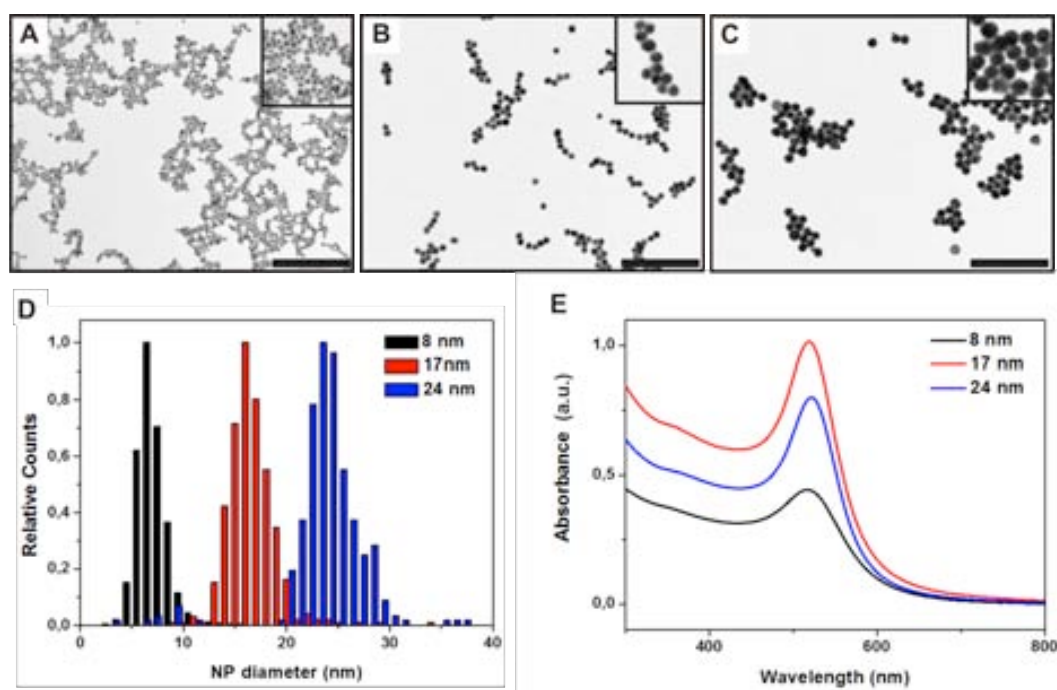 A
B
C
D
1,0
0,8
0,6
0,4
0,2
0,0
0
10
20
30
40
Relative Counts
NP diameter (nm)
8 nm
17nm
24 nm
E
1,0
0,5
0,0
400
600
800
Absorbance (a.u.)
Wavelength (nm)
8 nm
17 nm
24 nm